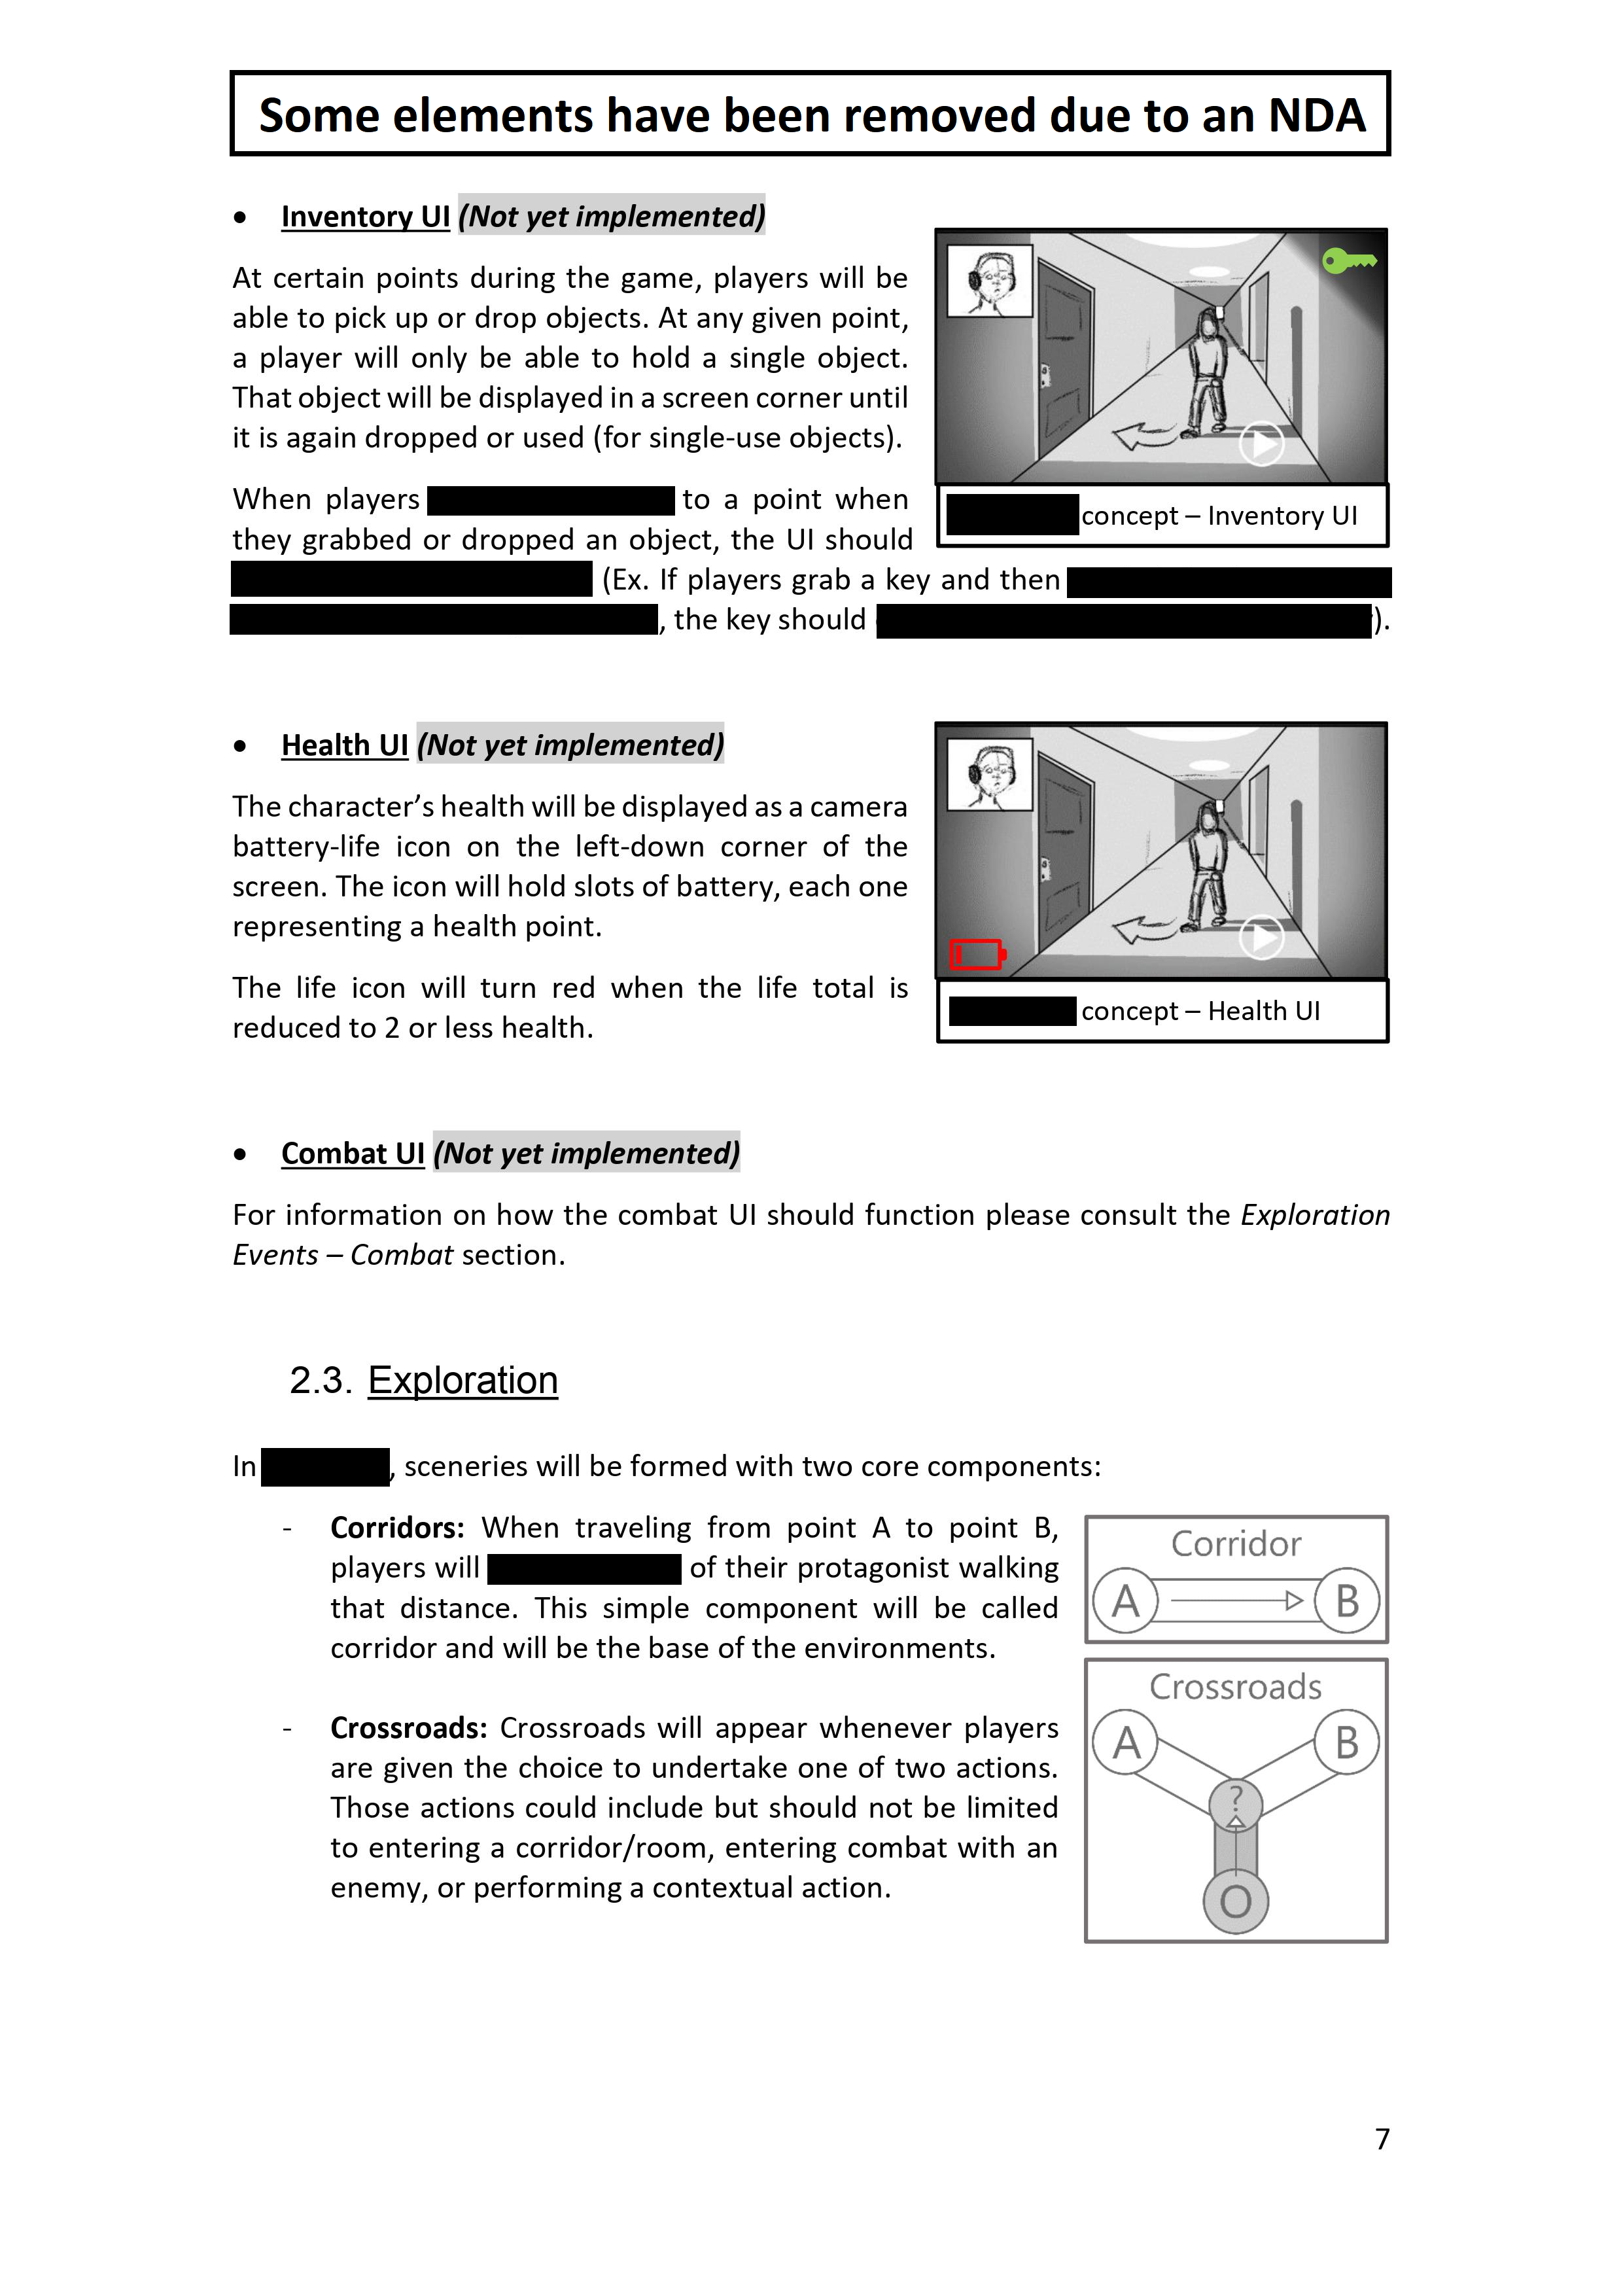 Some elements have been removed due to an NDA
• Inventory UI (Not yet implemented)
At certain points during the game, players will be
able to pick up or drop objects. At any given point,
a player will only be able to hold a single object.
That object will be displayed in a screen corner until
it is again dropped or used (for single-use objects).
When players to a point when
they grabbed or dropped an object, the UI should
(Ex. If players grab a key and then
, the key should ).
concept – Inventory UI
• Health UI (Not yet implemented)
The character’s health will be displayed as a camera
battery-life icon on the left-down corner of the
screen. The icon will hold slots of battery, each one
representing a health point.
The life icon will turn red when the life total is
reduced to 2 or less health.
concept – Health UI
• Combat UI (Not yet implemented)
For information on how the combat UI should function please consult the Exploration
Events – Combat section.
2.3. Exploration
In , sceneries will be formed with two core components:
- Corridors: When traveling from point A to point B,
players will of their protagonist walking
that distance. This simple component will be called
corridor and will be the base of the environments.
Corridor
A B
- Crossroads: Crossroads will appear whenever players
are given the choice to undertake one of two actions.
Those actions could include but should not be limited
to entering a corridor/room, entering combat with an
enemy, or performing a contextual action.
Crossroads
A B
?
O
7